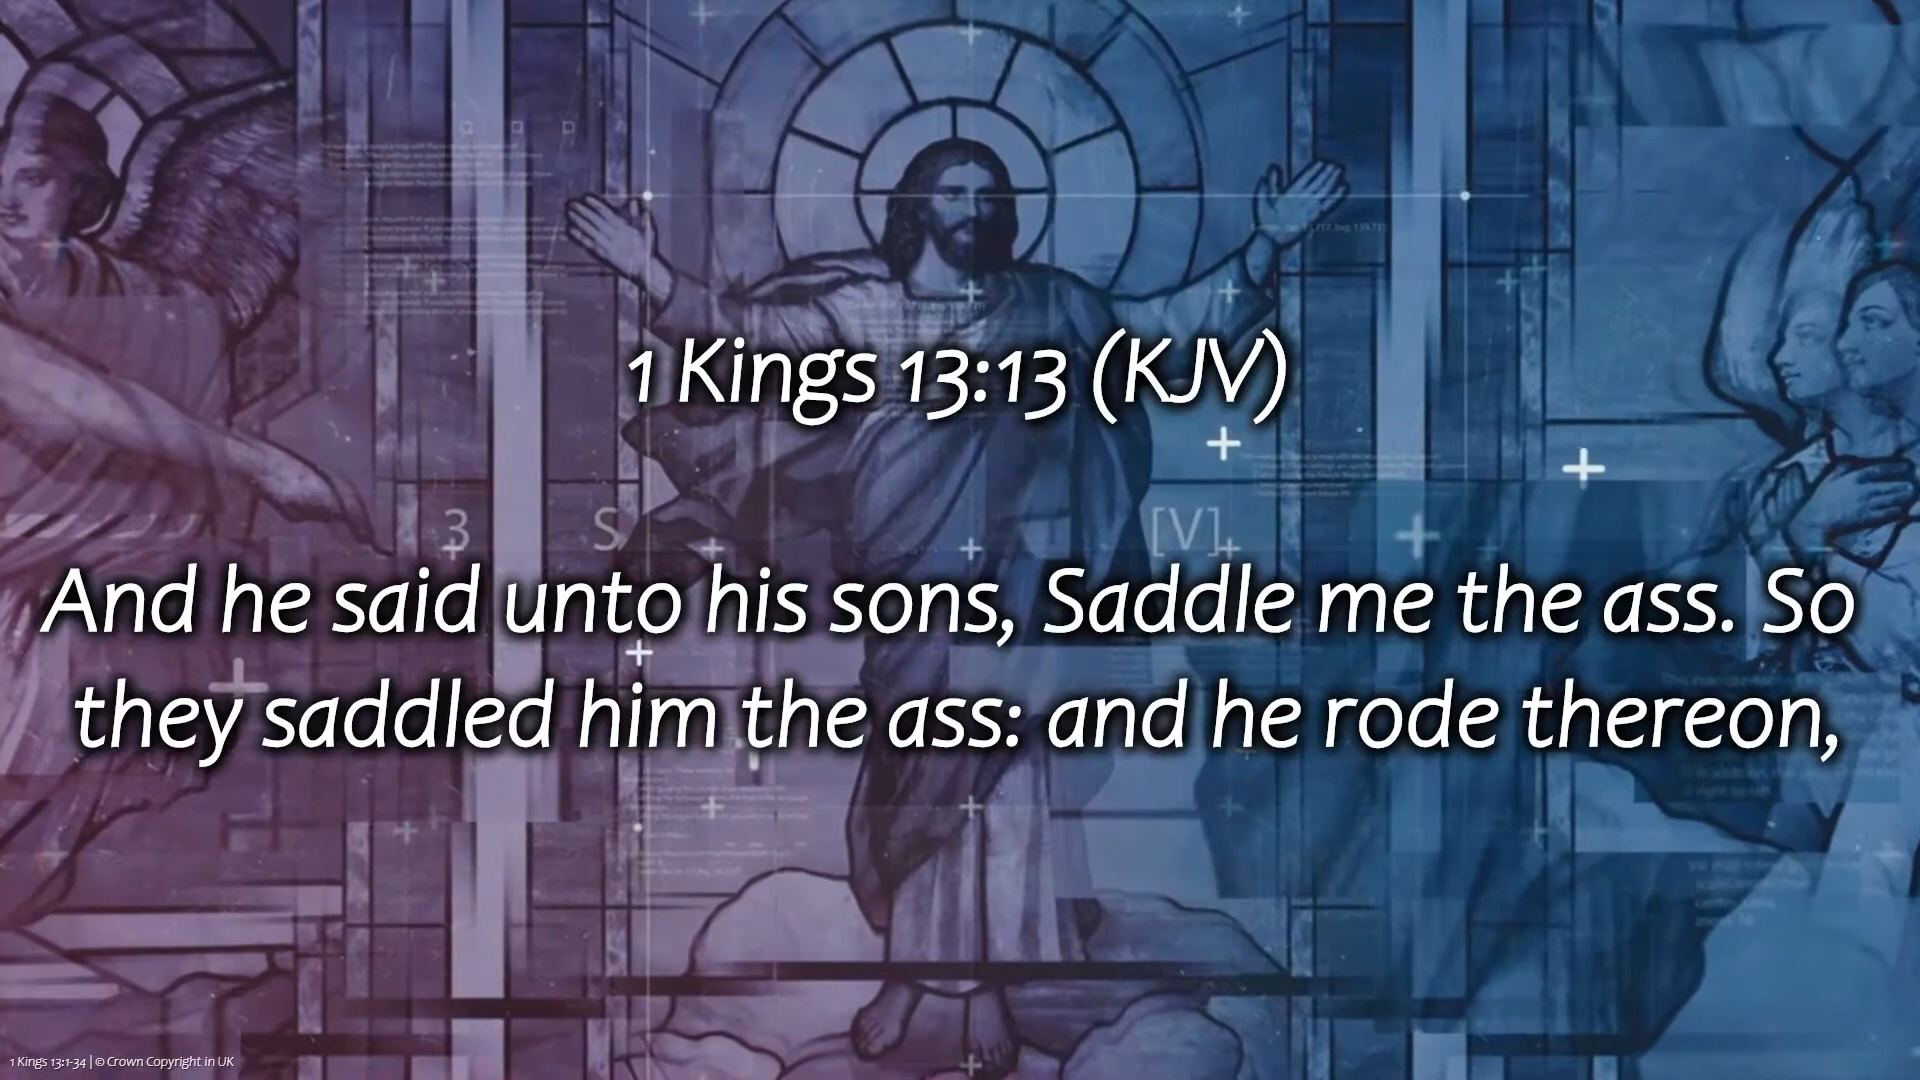 1 Kings 13:13 (KJV)
3 S [V]
And he said unto his sons, Saddle me the ass. So
they saddled him the ass: and he rode thereon,
1 Kings 13:1-34 | © Crown Copyright in UK